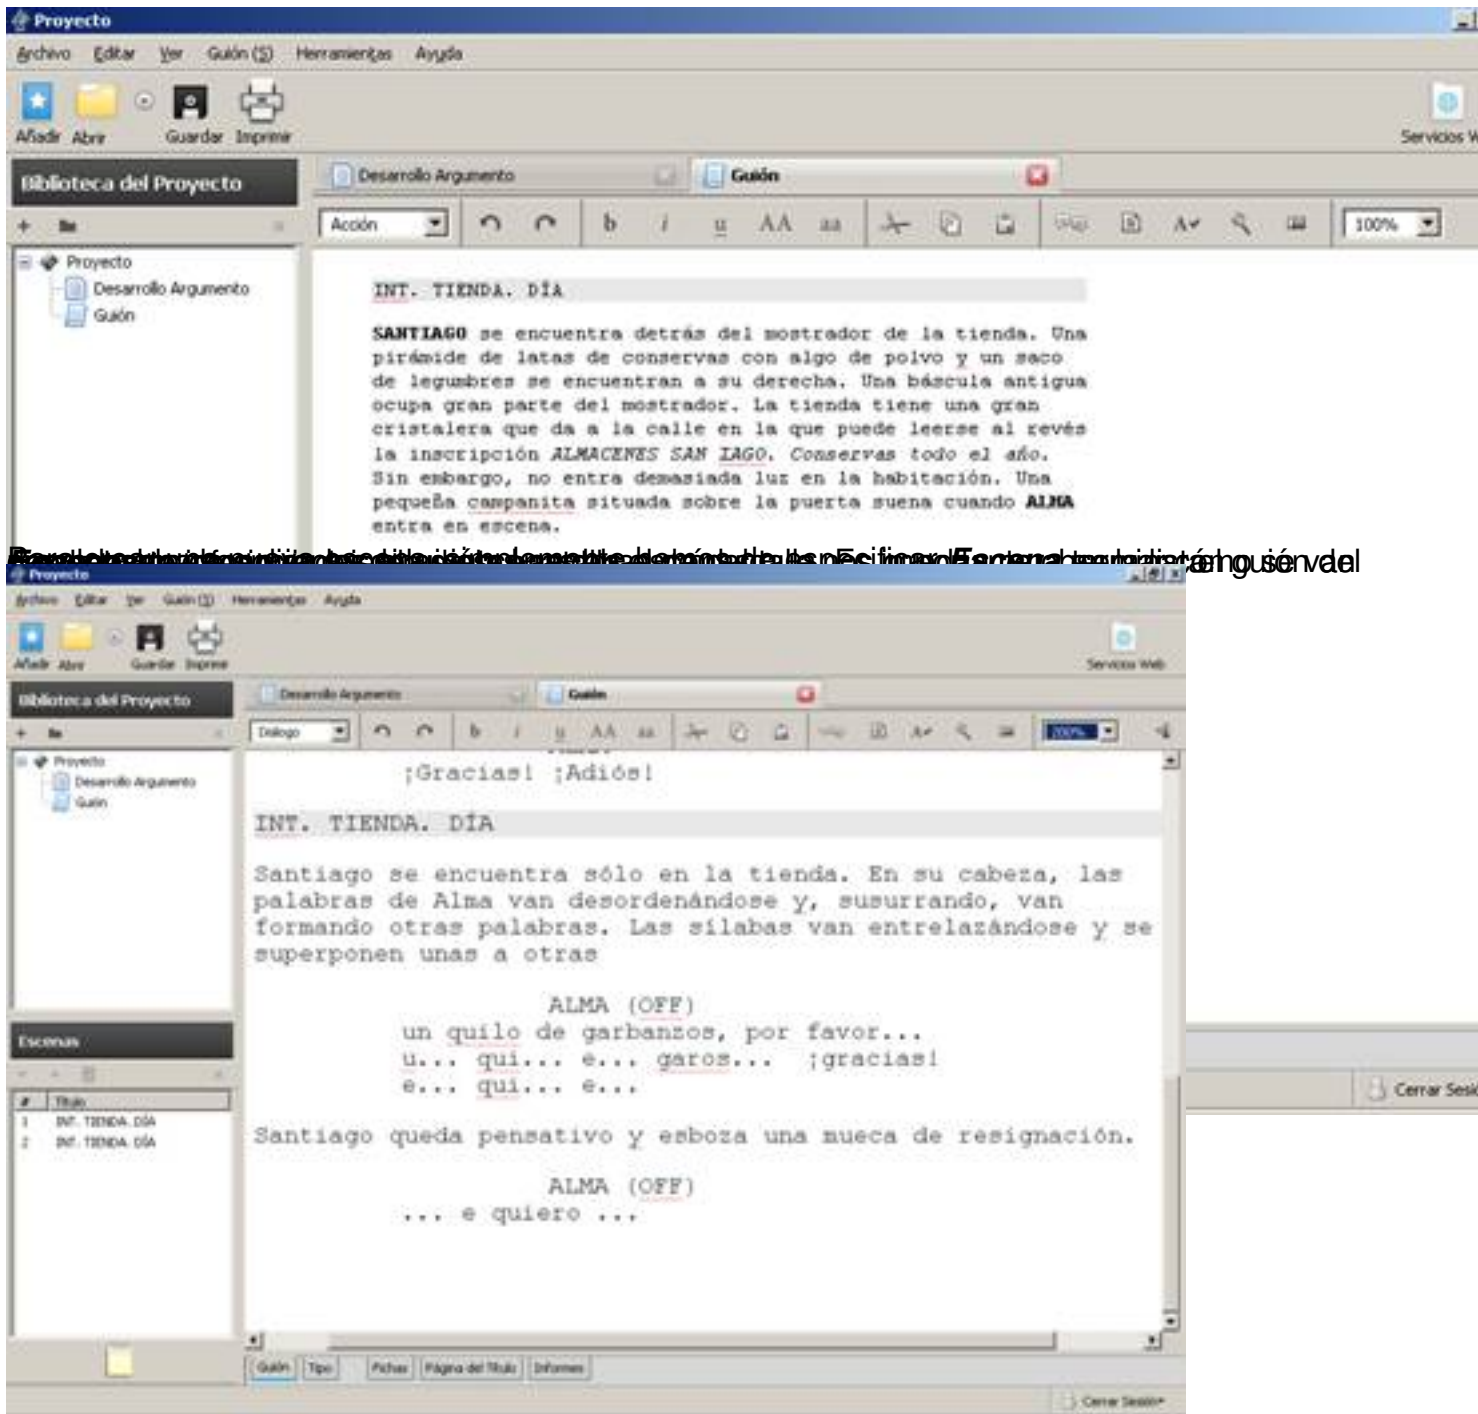 Proyecto
Archivo Editar Ver Guión (S) Herramientas Ayuda
Añadir Abrir Guardar Imprimir
Servicios W
Biblioteca del Proyecto
Desarrollo Argumento Guión
Acción b i u AA aa 100%
Proyecto
Desarrollo Argumento
Guión
INT. TIENDA. DÍA
SANTIAGO se encuentra detrás del mostrador de la tienda. Una
pirámide de latas de conservas con algo de polvo y un saco
de legumbres se encuentran a su derecha. Una báscula antigua
ocupa gran parte del mostrador. La tienda tiene una gran
cristalera que da a la calle en la que puede leerse al revés
la inscripción ALMACENES SAN IAGO. Conservas todo el año.
Sin embargo, no entra demasiada luz en la habitación. Una
pequeña campanita situada sobre la puerta suena cuando ALMA
entra en escena.
Proyecto
Archivo Editar Ver Guión (S) Herramientas Ayuda
Añadir Abrir Guardar Imprimir
Servicios Web
Biblioteca del Proyecto
Desarrollo Argumento Guión
Diálogo b i u AA aa 200%
Proyecto
Desarrollo Argumento
Guión
¡Gracias! ¡Adiós!
INT. TIENDA. DÍA
Santiago se encuentra sólo en la tienda. En su cabeza, las
palabras de Alma van desordenándose y, susurrando, van
formando otras palabras. Las sílabas van entrelazándose y se
superponen unas a otras
ALMA (OFF)
un quilo de garbanzos, por favor...
u... qui... e... garos... ¡gracias!
e... qui... e...
Santiago queda pensativo y esboza una mueca de resignación.
ALMA (OFF)
... e quiero ...
Escenas
# Título
1 INT. TIENDA. DÍA
2 INT. TIENDA. DÍA
Guión Tipo Fichas Página del Título Informes
Cerrar Sesión
Cerrar Sesió